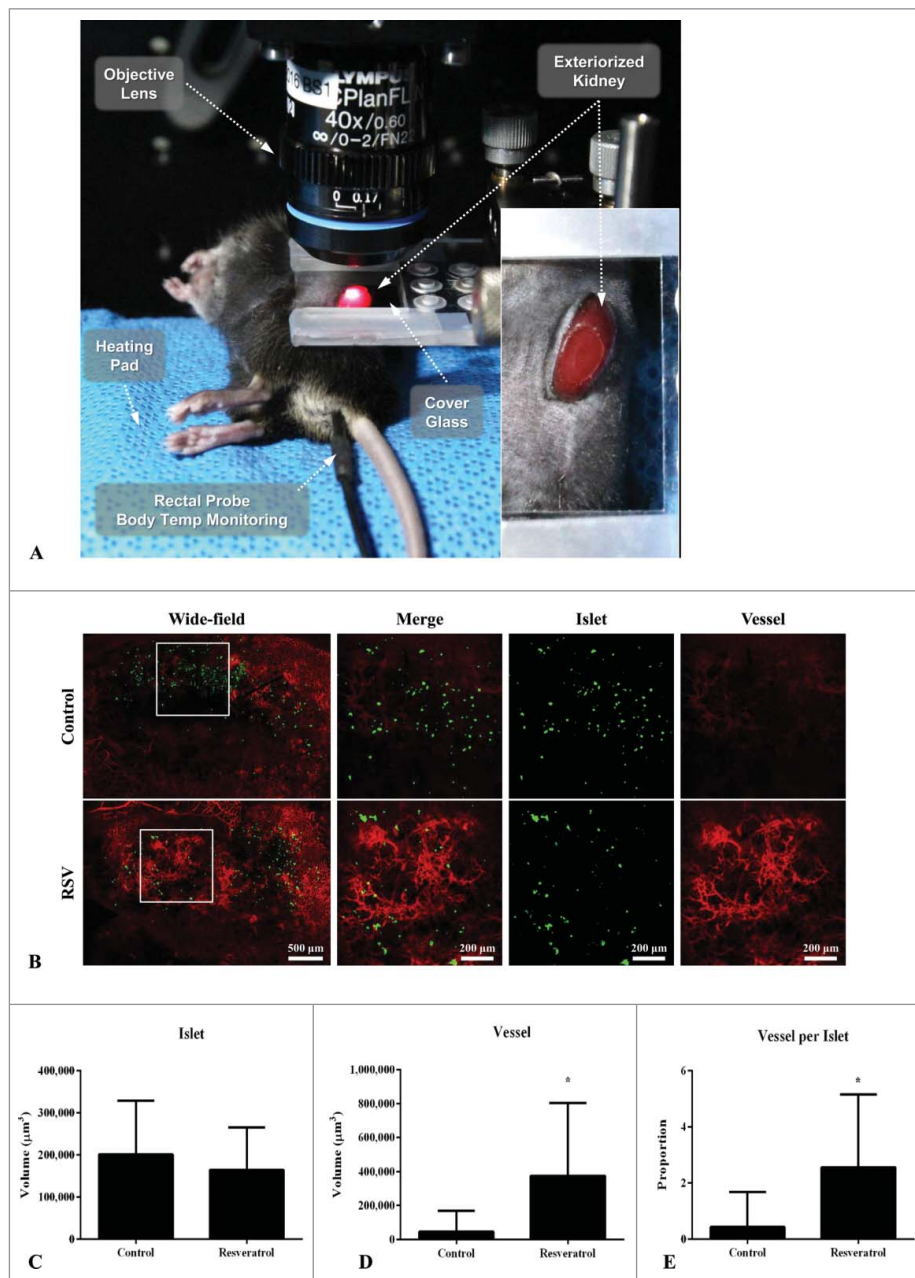 Objective
Lens
Exteriorized
Kidney
516 BS1
LYMPUS
CPlanFL N
40x/0.60
∞/0-2/FN22
0 0.17
Heating
Pad
Cover
Glass
Rectal Probe
Body Temp Monitoring
A
Wide-field Merge Islet Vessel
Control
RSV
500 µm 200 µm 200 µm 200 µm
B
Islet
400,000
300,000
200,000
100,000
0
Volume (µm³)
Control Resveratrol
C
Vessel
1,000,000
800,000
600,000
400,000
200,000
0
Volume (µm³)
*
Control Resveratrol
D
Vessel per Islet
6
4
2
0
Proportion
*
Control Resveratrol
E